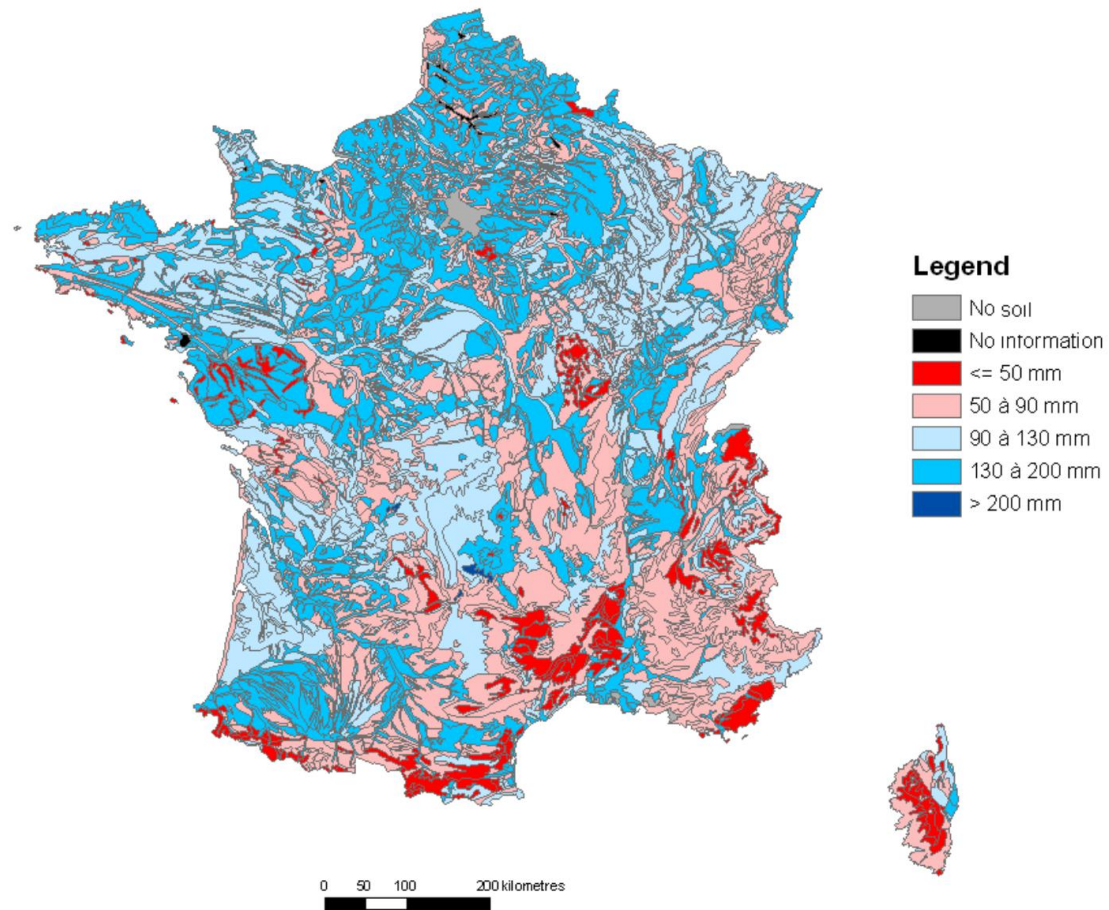 Legend
No soil
No information
<= 50 mm
50 à 90 mm
90 à 130 mm
130 à 200 mm
> 200 mm
0 50 100 200 kilometres